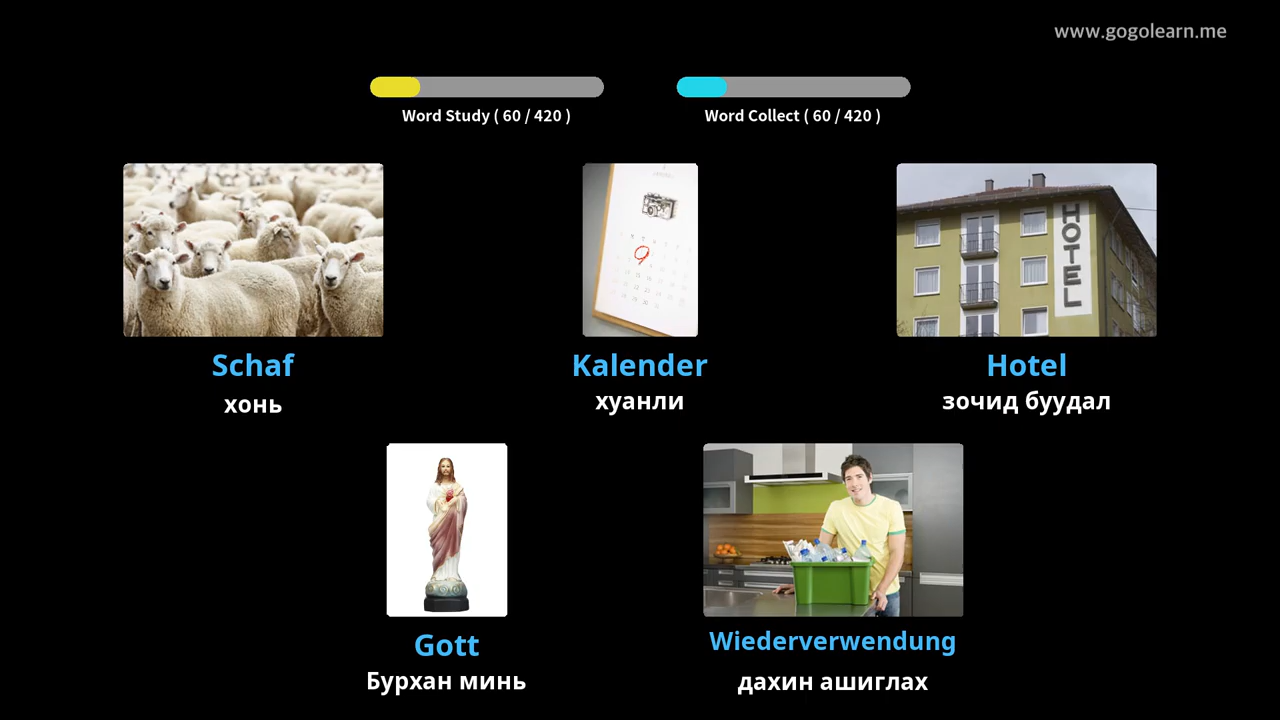 www.gogolearn.me
Word Study ( 60 / 420 )
Word Collect ( 60 / 420 )
HOTEL
Schaf
Kalender
Hotel
хонь
хуанли
зочид буудал
Gott
Wiederverwendung
Бурхан минь
дахин ашиглах